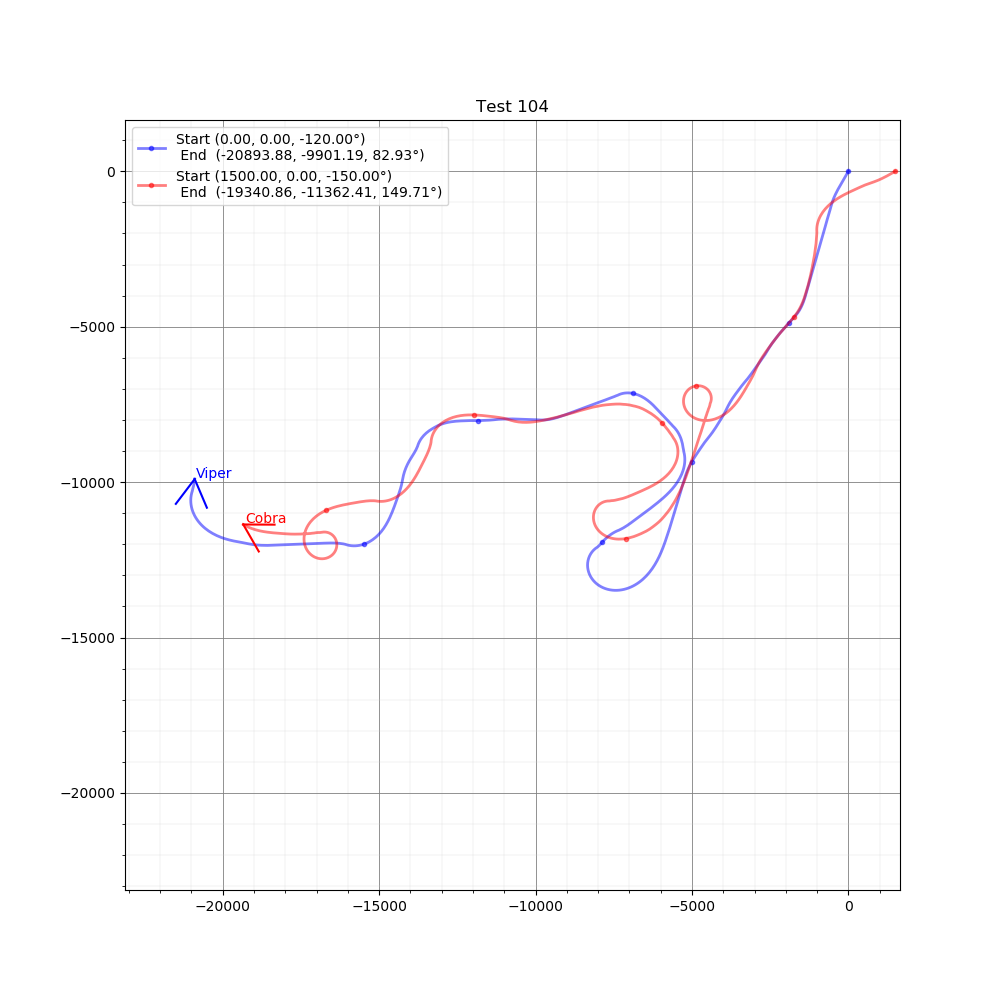 Test 104
Start (0.00, 0.00, -120.00°)
End  (-20893.88, -9901.19, 82.93°)
Start (1500.00, 0.00, -150.00°)
End  (-19340.86, -11362.41, 149.71°)
0
−5000
−10000
−15000
−20000
Viper
Cobra
−20000
−15000
−10000
−5000
0